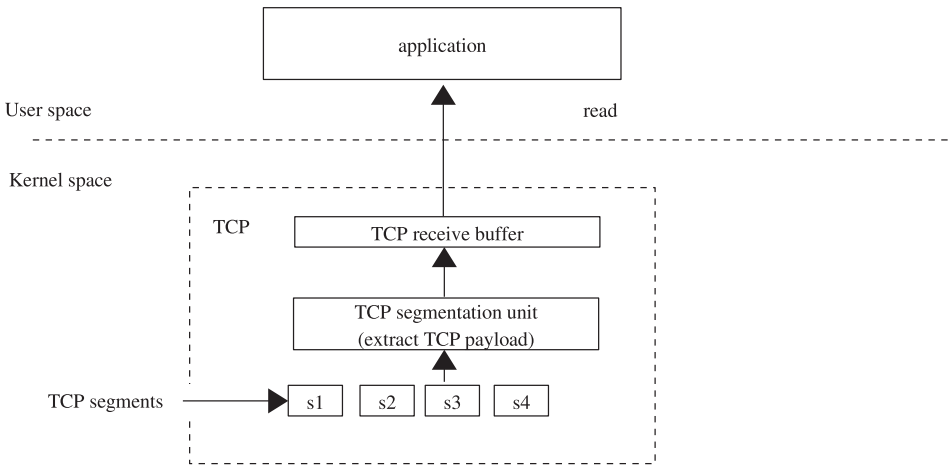 application
User space
read
Kernel space
TCP
TCP receive buffer
TCP segmentation unit
(extract TCP payload)
TCP segments
s1
s2
s3
s4